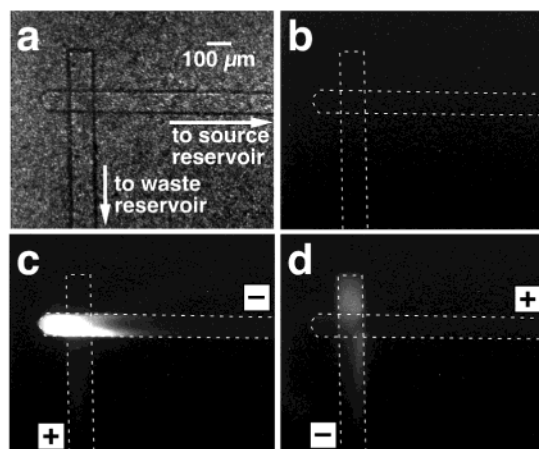 a
100 μm
to source
reservoir
to waste
reservoir
b
c
−
+
d
+
−